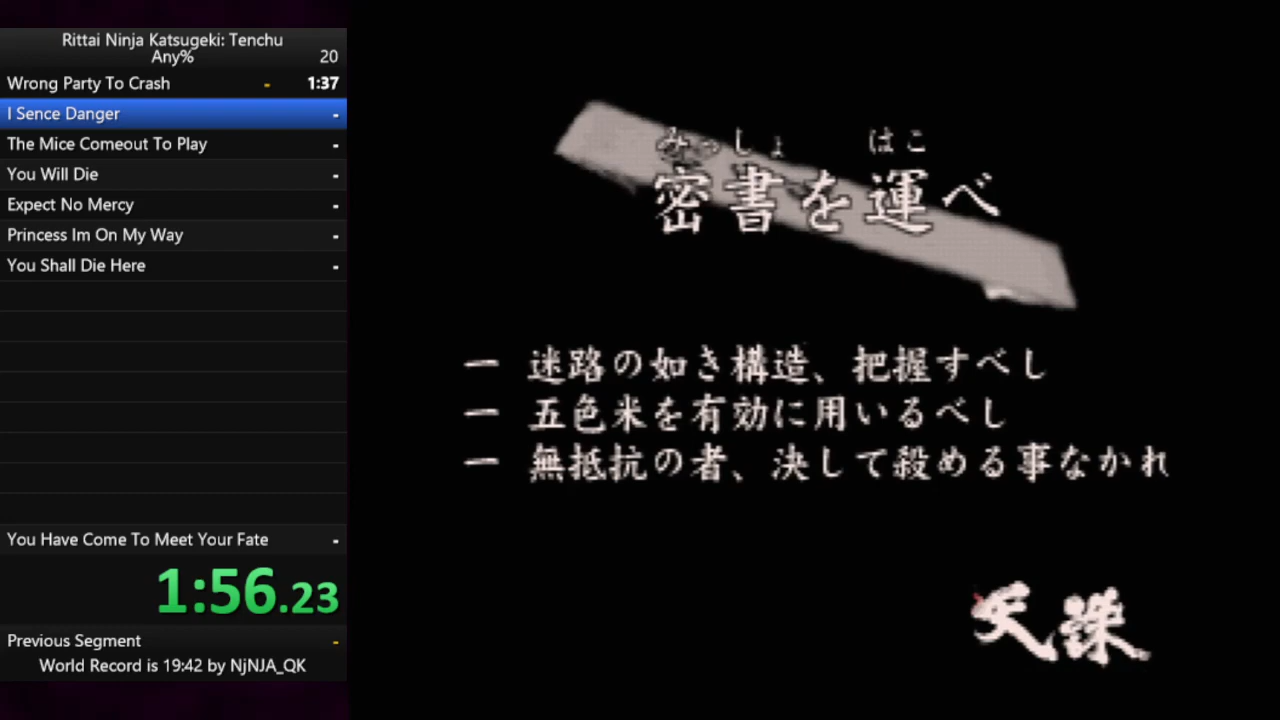 Rittai Ninja Katsugeki: Tenchu
Any%
20
Wrong Party To Crash - 1:37
I Sence Danger -
The Mice Comeout To Play -
You Will Die -
Expect No Mercy -
Princess Im On My Way -
You Shall Die Here -
You Have Come To Meet Your Fate -
1:56.23
Previous Segment -
World Record is 19:42 by NjNJA_QK
みっしょ はこ
密書を運べ
一 迷路の如き構造、把握すべし
一 五色米を有効に用いるべし
一 無抵抗の者、決して殺める事なかれ
天誅